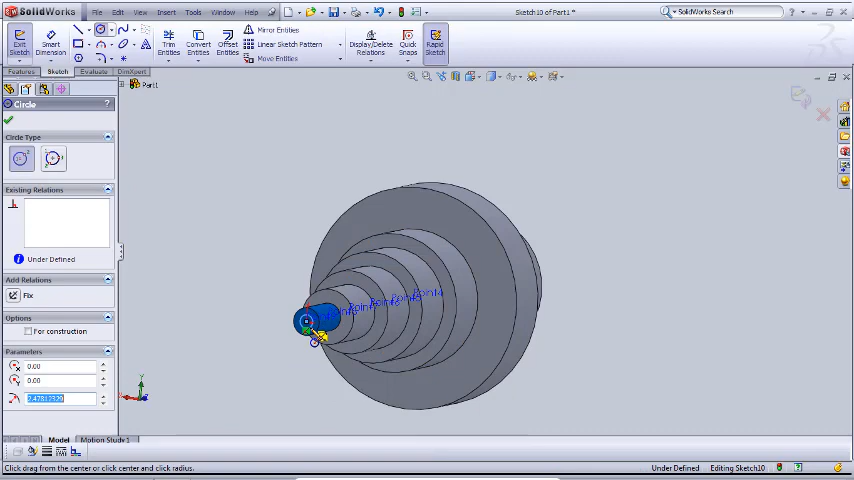 SolidWorks File Edit View Insert Tools Window Help Sketch10 of Part1 * SolidWorks Search
Exit Sketch Smart Dimension Trim Entities Convert Entities Offset Entities Mirror Entities Linear Sketch Pattern Move Entities Display/Delete Relations Quick Snaps Rapid Sketch
Features Sketch Evaluate DimXpert
Part1
Circle ?
Circle Type
Existing Relations
Under Defined
Add Relations
Fix
Options
For construction
Parameters
0.00
0.00
2.47812329
Point4
Y
Model Motion Study 1
Click drag from the center or click center and click radius. Under Defined Editing Sketch10